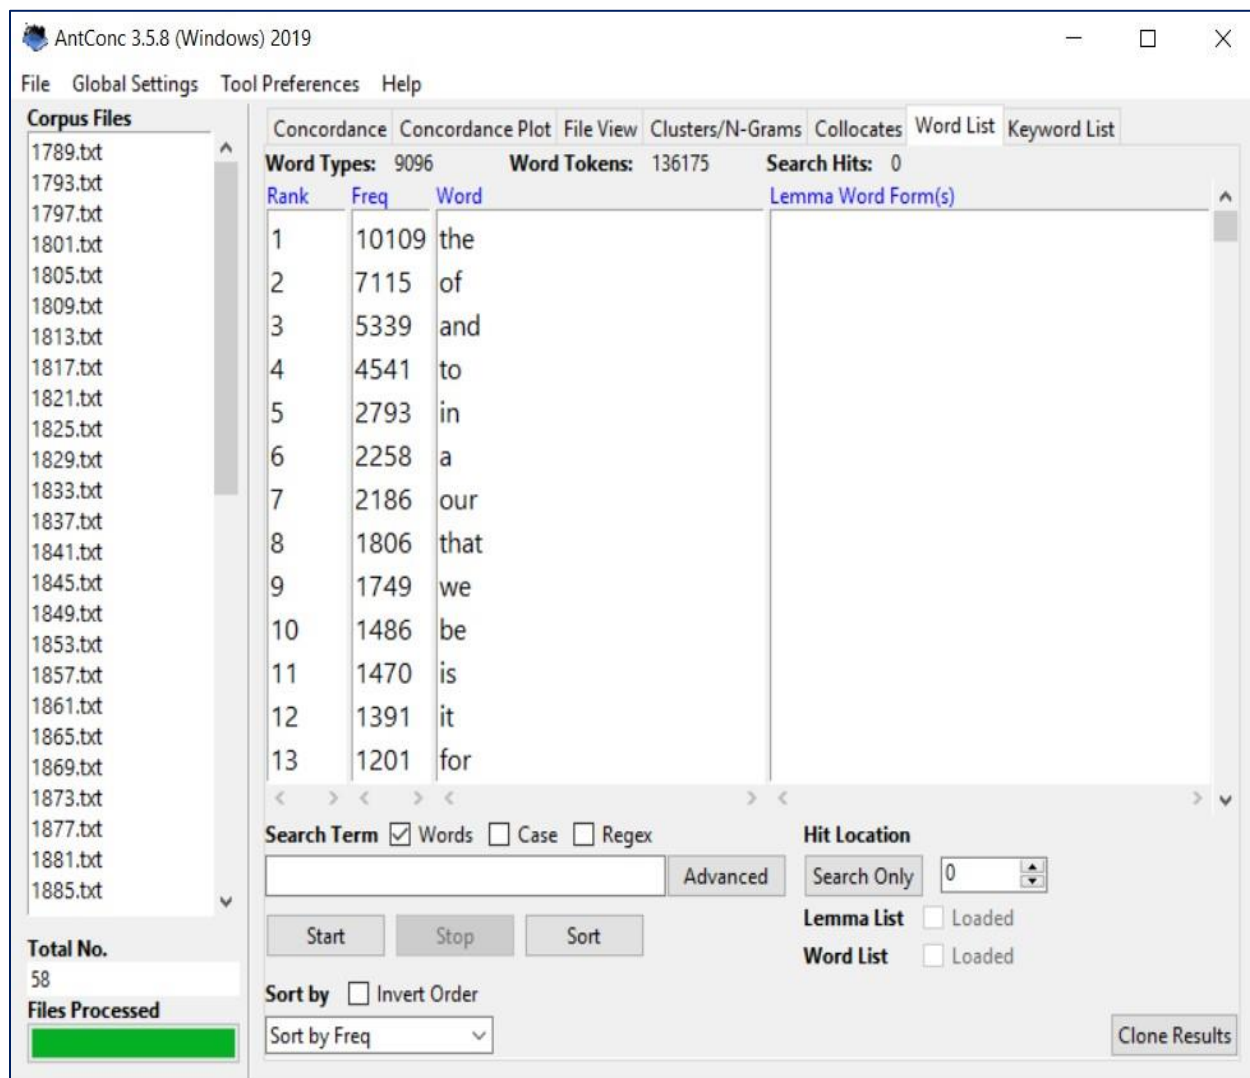 AntConc 3.5.8 (Windows) 2019
File Global Settings Tool Preferences Help
Corpus Files
1789.txt
1793.txt
1797.txt
1801.txt
1805.txt
1809.txt
1813.txt
1817.txt
1821.txt
1825.txt
1829.txt
1833.txt
1837.txt
1841.txt
1845.txt
1849.txt
1853.txt
1857.txt
1861.txt
1865.txt
1869.txt
1873.txt
1877.txt
1881.txt
1885.txt
Total No.
58
Files Processed
Concordance Concordance Plot File View Clusters/N-Grams Collocates Word List Keyword List
Word Types: 9096 Word Tokens: 136175 Search Hits: 0
Rank Freq Word Lemma Word Form(s)
1 10109 the
2 7115 of
3 5339 and
4 4541 to
5 2793 in
6 2258 a
7 2186 our
8 1806 that
9 1749 we
10 1486 be
11 1470 is
12 1391 it
13 1201 for
Search Term Words Case Regex Hit Location
Advanced Search Only 0
Start Stop Sort Lemma List Loaded
Word List Loaded
Sort by Invert Order
Sort by Freq Clone Results